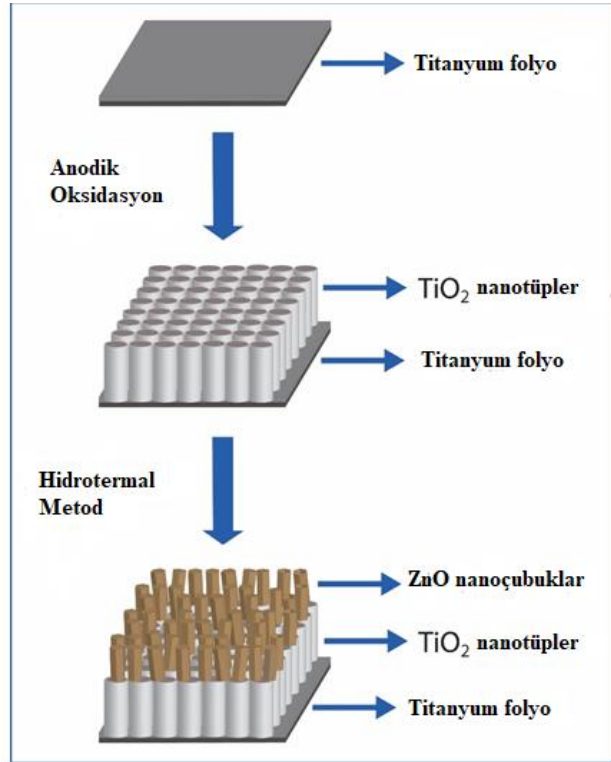 Titanyum folyo
Anodik
Oksidasyon
TiO₂ nanotüpler
Titanyum folyo
Hidrotermal
Metod
ZnO nanoçubuklar
TiO₂ nanotüpler
Titanyum folyo